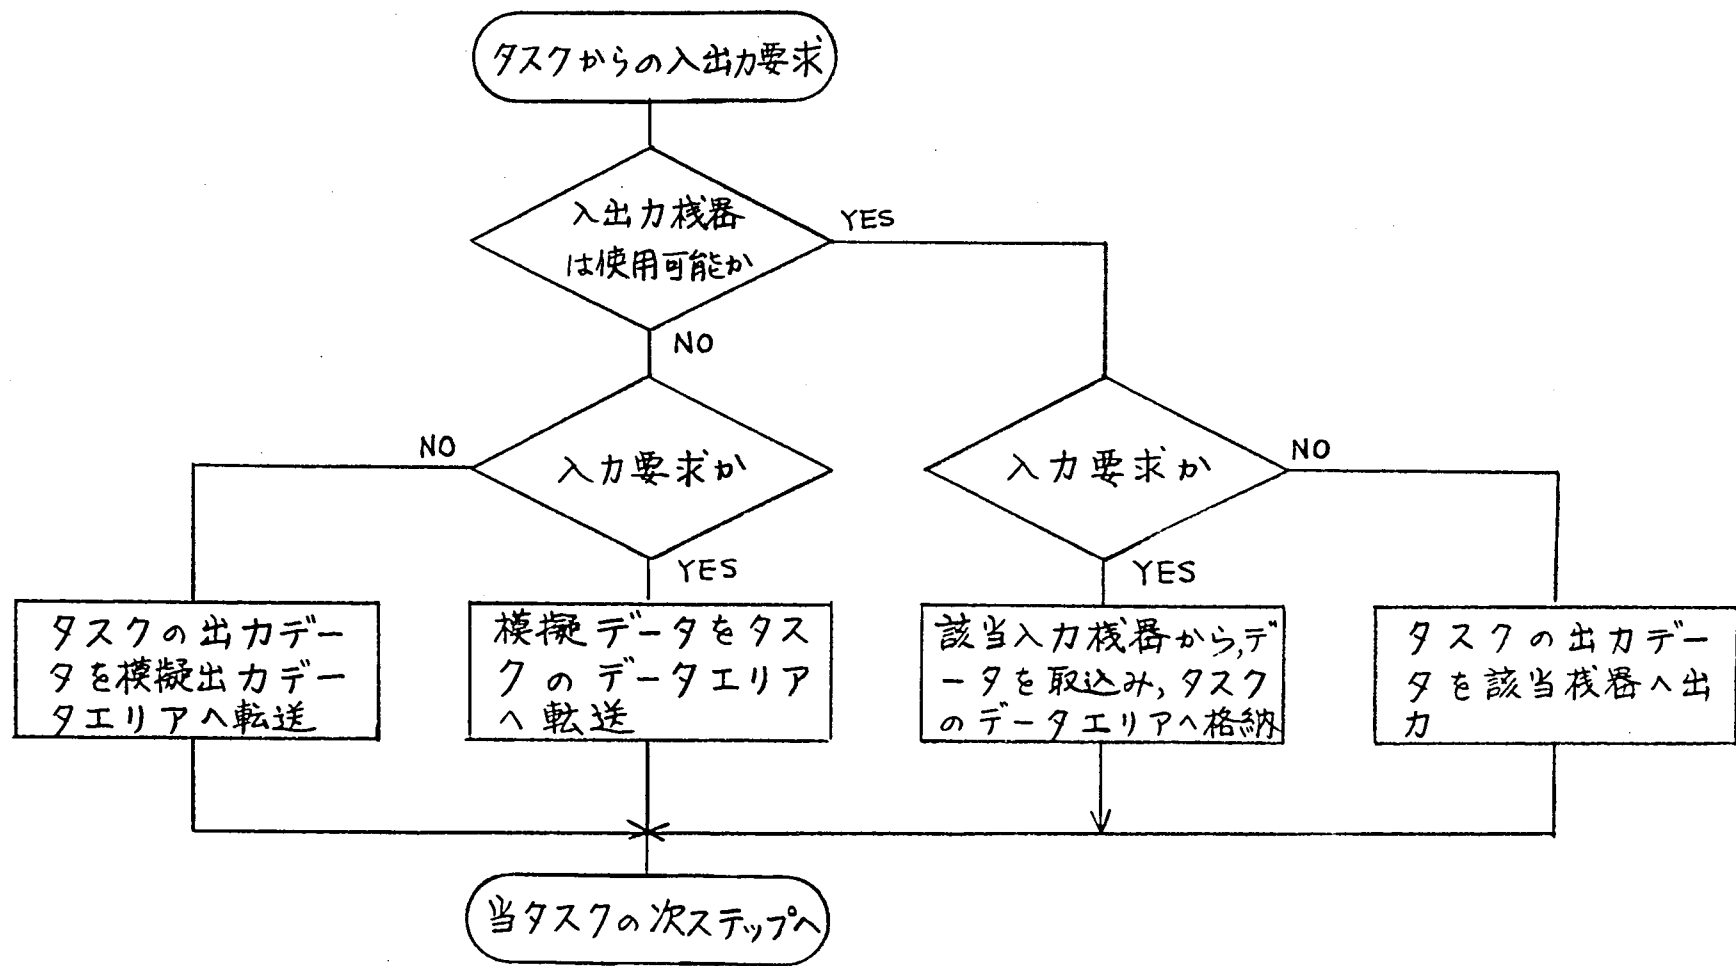 タスクからの入出力要求
入出力桟器
は使用可能か
YES
NO
入力要求か
NO
YES
入力要求か
NO
YES
タスクの出力デー
タを模擬出力デー
タエリアへ転送
模擬データをタス
クのデータエリア
へ転送
該当入力桟器から,デ
ータを取込み,タスク
のデータエリアへ格納
タスクの出力デー
タを該当桟器へ出
力
当タスクの次ステップへ